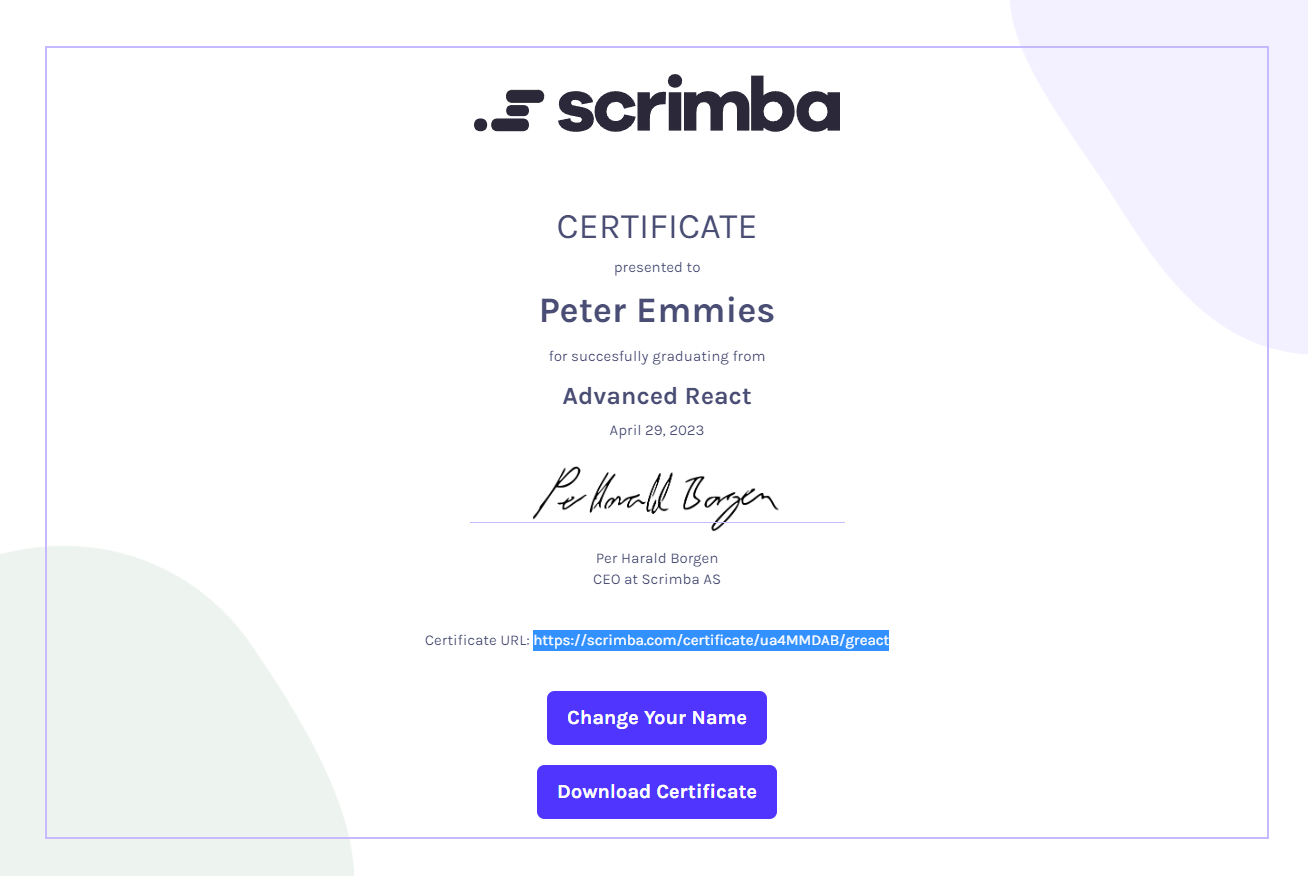 scrimba
CERTIFICATE
presented to
Peter Emmies
for succesfully graduating from
Advanced React
April 29, 2023
Per Harald Borgen
Per Harald Borgen
CEO at Scrimba AS
Certificate URL: https://scrimba.com/certificate/ua4MMDAB/greact
Change Your Name
Download Certificate